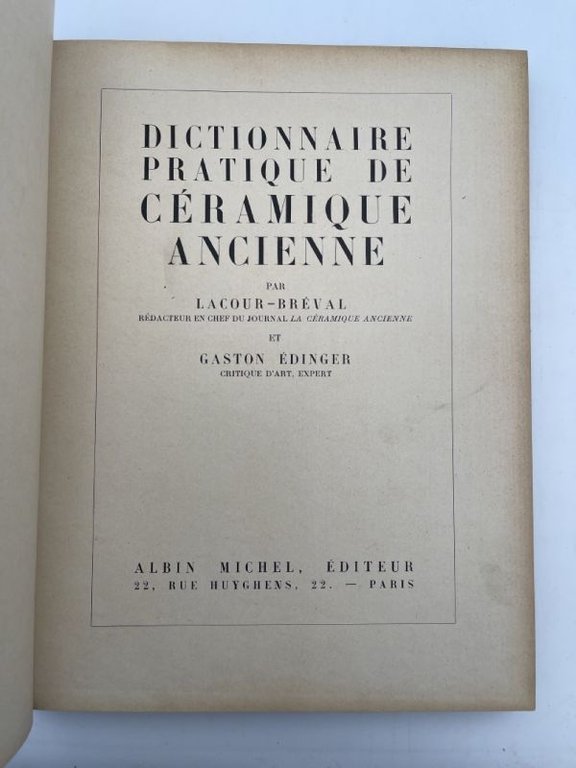 DICTIONNAIRE
PRATIQUE DE
CÉRAMIQUE
ANCIENNE
PAR
LACOUR-BRÉVAL
RÉDACTEUR EN CHEF DU JOURNAL LA CÉRAMIQUE ANCIENNE
ET
GASTON ÉDINGER
CRITIQUE D'ART, EXPERT
ALBIN MICHEL, ÉDITEUR
22, RUE HUYGHENS, 22. — PARIS